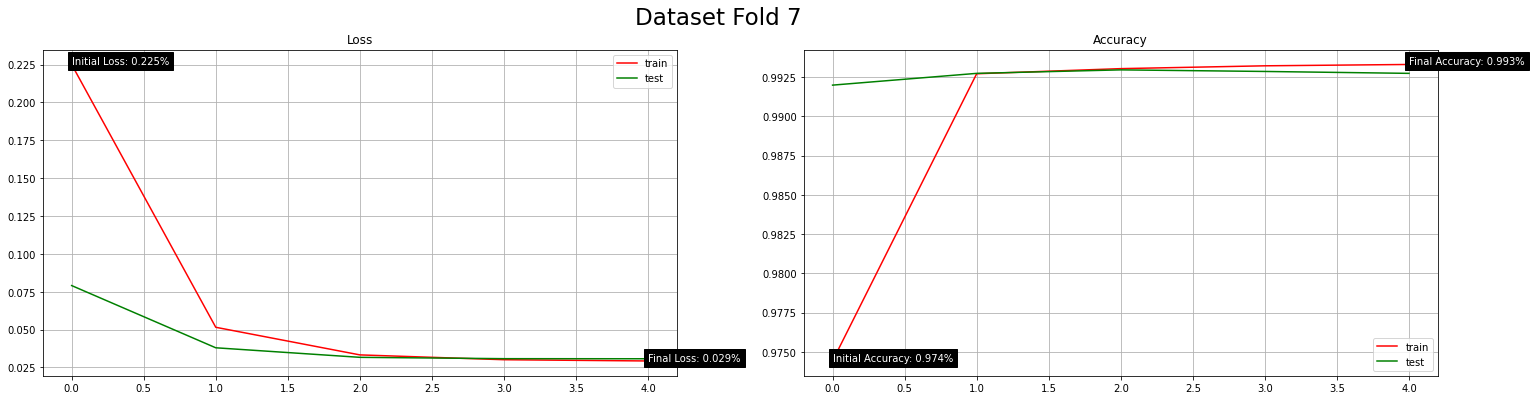 Dataset Fold 7
Loss
Initial Loss: 0.225%
train
test
0.225
0.200
0.175
0.150
0.125
0.100
0.075
0.050
0.025
Final Loss: 0.029%
0.0 0.5 1.0 1.5 2.0 2.5 3.0 3.5 4.0
Accuracy
Final Accuracy: 0.993%
0.9925
0.9900
0.9875
0.9850
0.9825
0.9800
0.9775
0.9750
Initial Accuracy: 0.974%
train
test
0.0 0.5 1.0 1.5 2.0 2.5 3.0 3.5 4.0